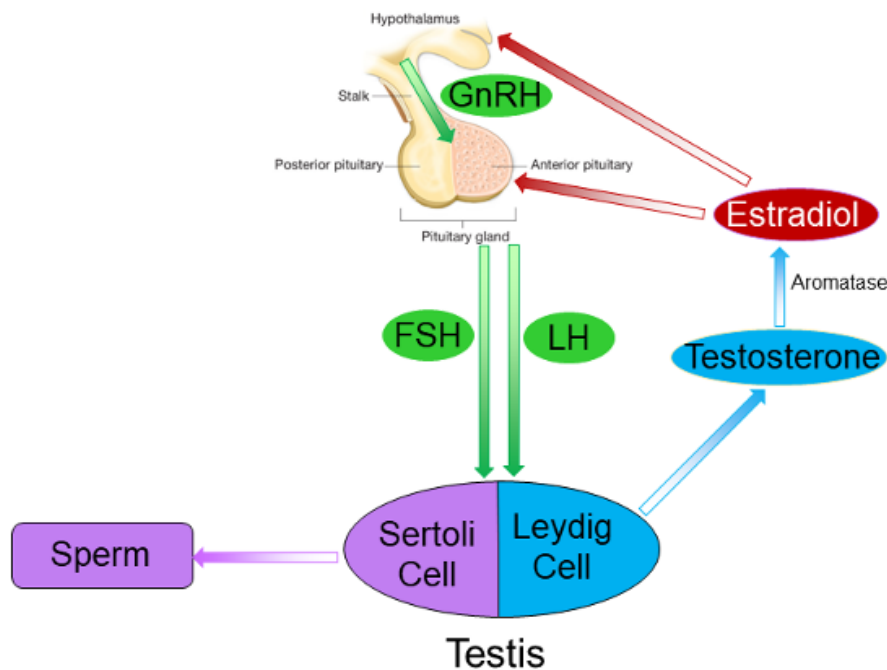 Hypothalamus
GnRH
Stalk
Posterior pituitary
Anterior pituitary
Pituitary gland
Estradiol
Aromatase
FSH
LH
Testosterone
Sertoli
Cell
Leydig
Cell
Sperm
Testis